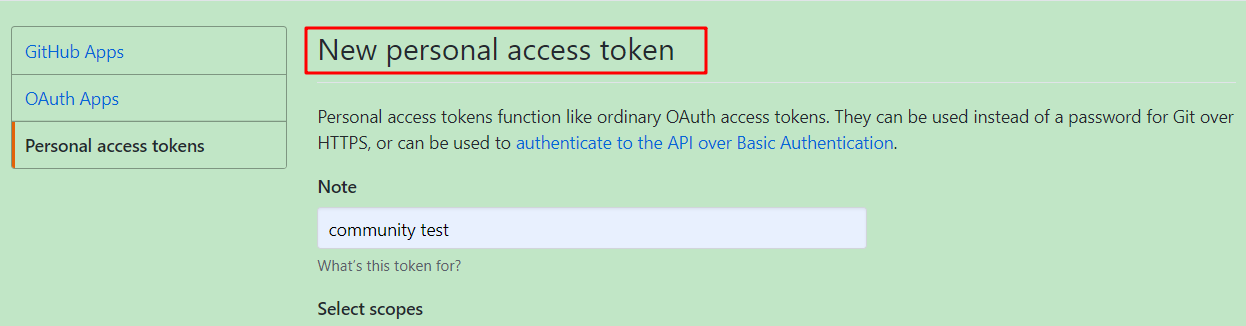 GitHub Apps
OAuth Apps
Personal access tokens
New personal access token
Personal access tokens function like ordinary OAuth access tokens. They can be used instead of a password for Git over
HTTPS, or can be used to authenticate to the API over Basic Authentication.
Note
community test
What's this token for?
Select scopes